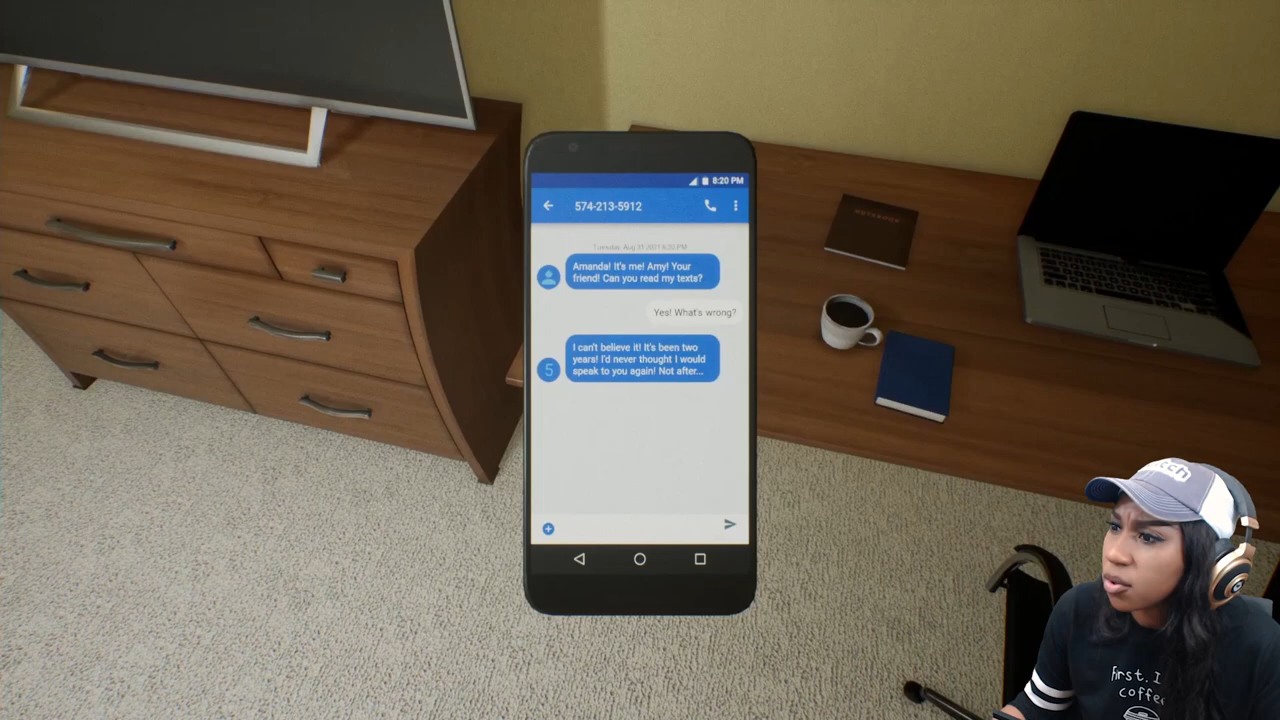 8:20 PM
574-213-5912
Amanda! It's me! Amy! Your
friend! Can you read my texts?
Yes! What's wrong?
I can't believe it! It's been two
years! I'd never thought I would
speak to you again! Not after...
5
NOTEBOOK
first, I
coffee